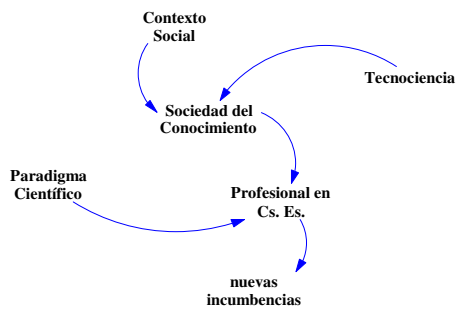 Contexto
Social
Tecnociencia
Sociedad del
Conocimiento
Paradigma
Científico
Profesional en
Cs. Es.
nuevas
incumbencias